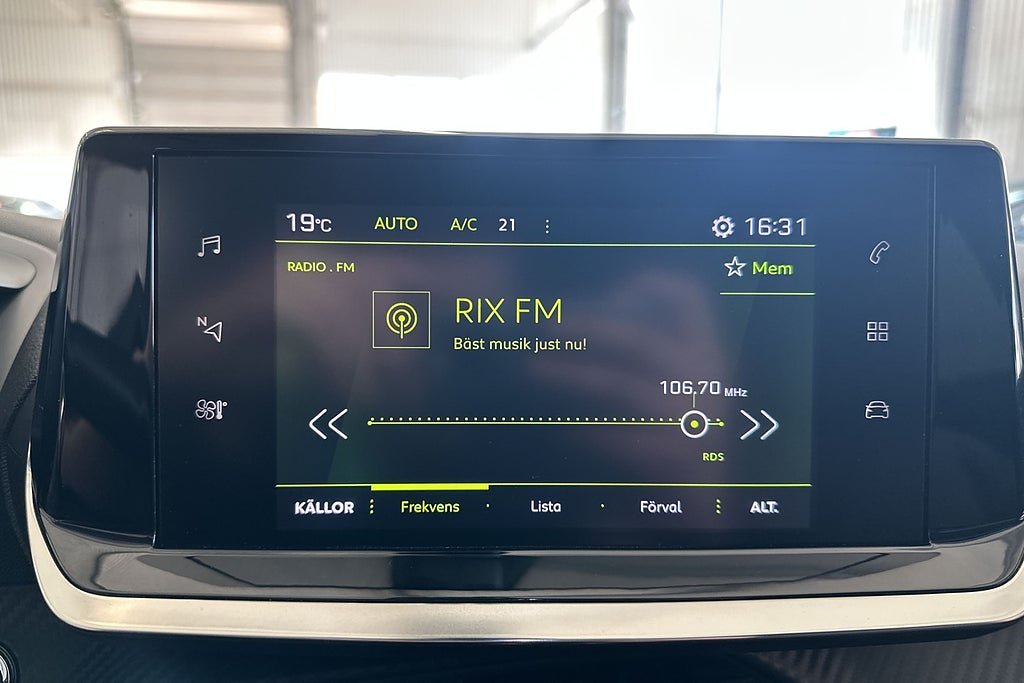 19°C AUTO A/C 21 16:31
RADIO . FM
Mem
RIX FM
Bäst musik just nu!
N
106.70 MHz
RDS
KÄLLOR Frekvens Lista Förval ALT.